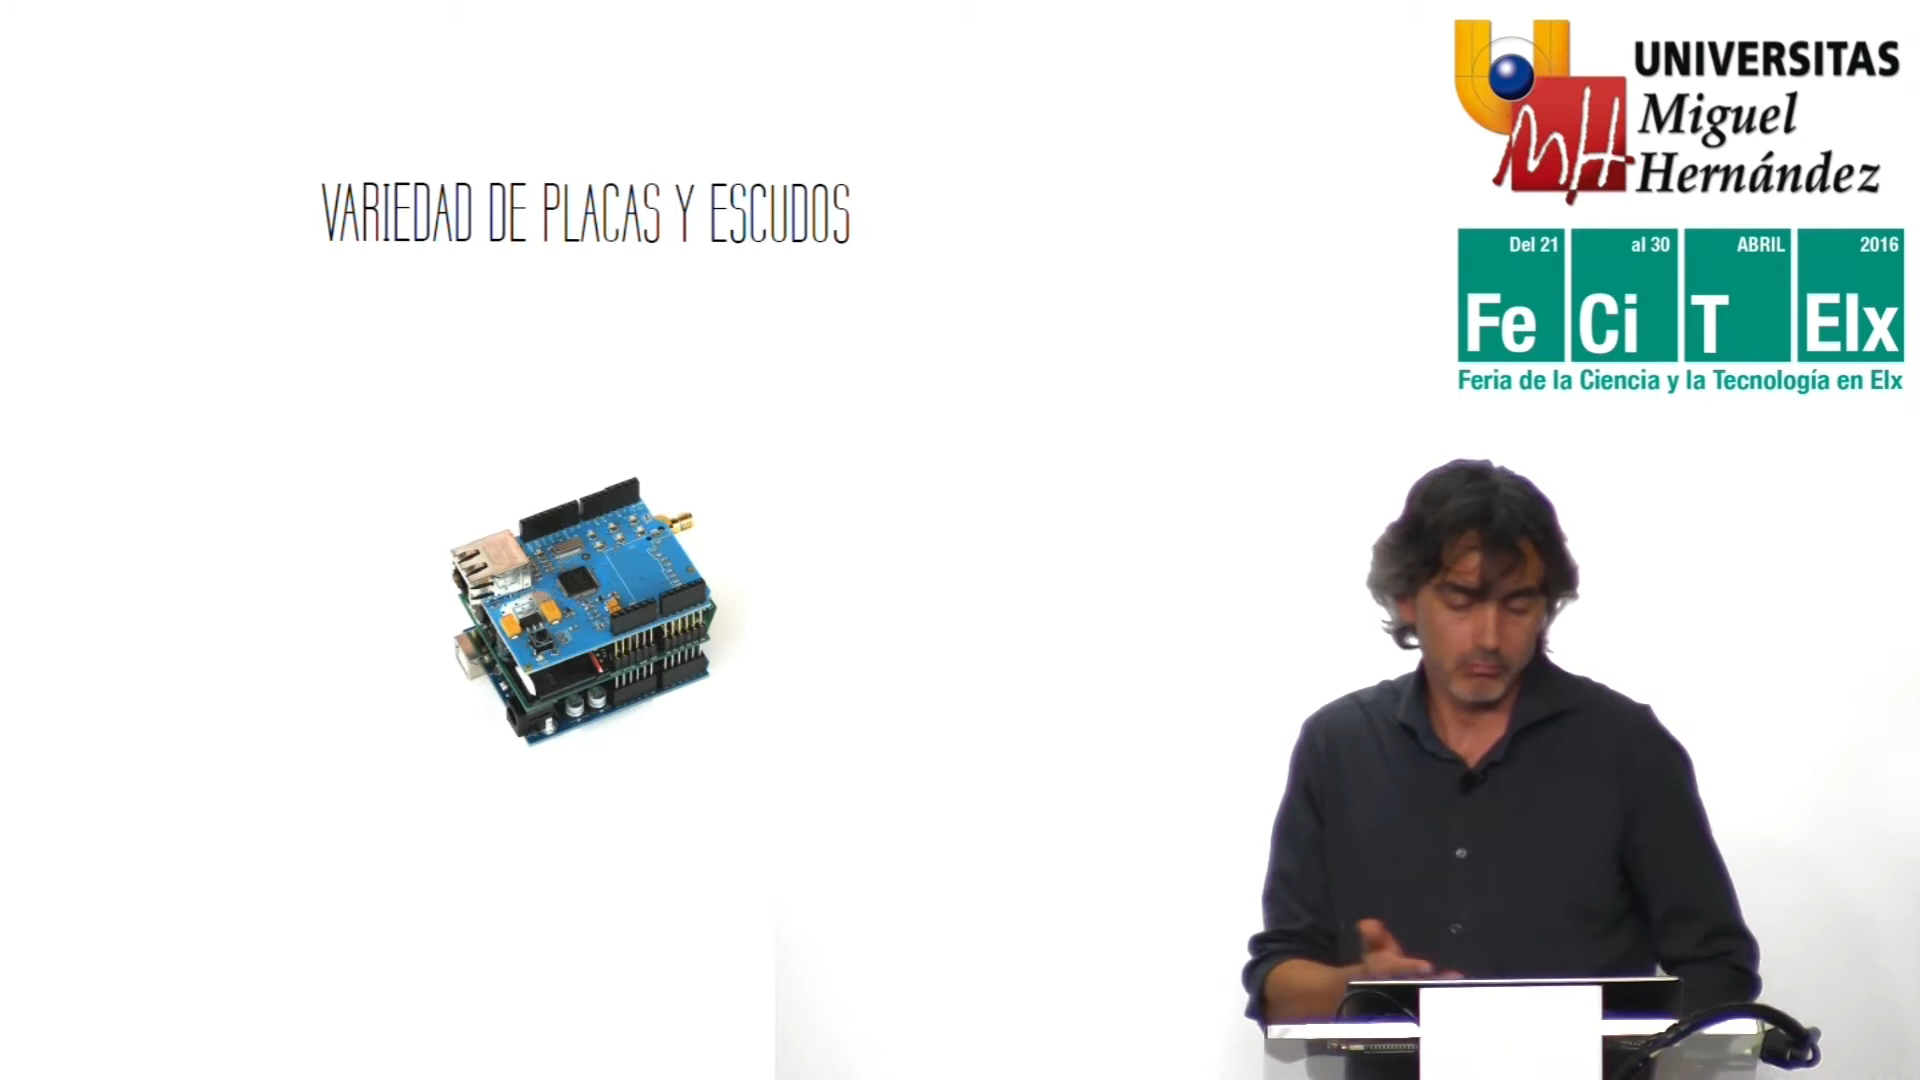 VARIEDAD DE PLACAS Y ESCUDOS
UNIVERSITAS
Miguel
Hernández
Del 21 al 30 ABRIL 2016
Fe Ci T Elx
Feria de la Ciencia y la Tecnología en Elx